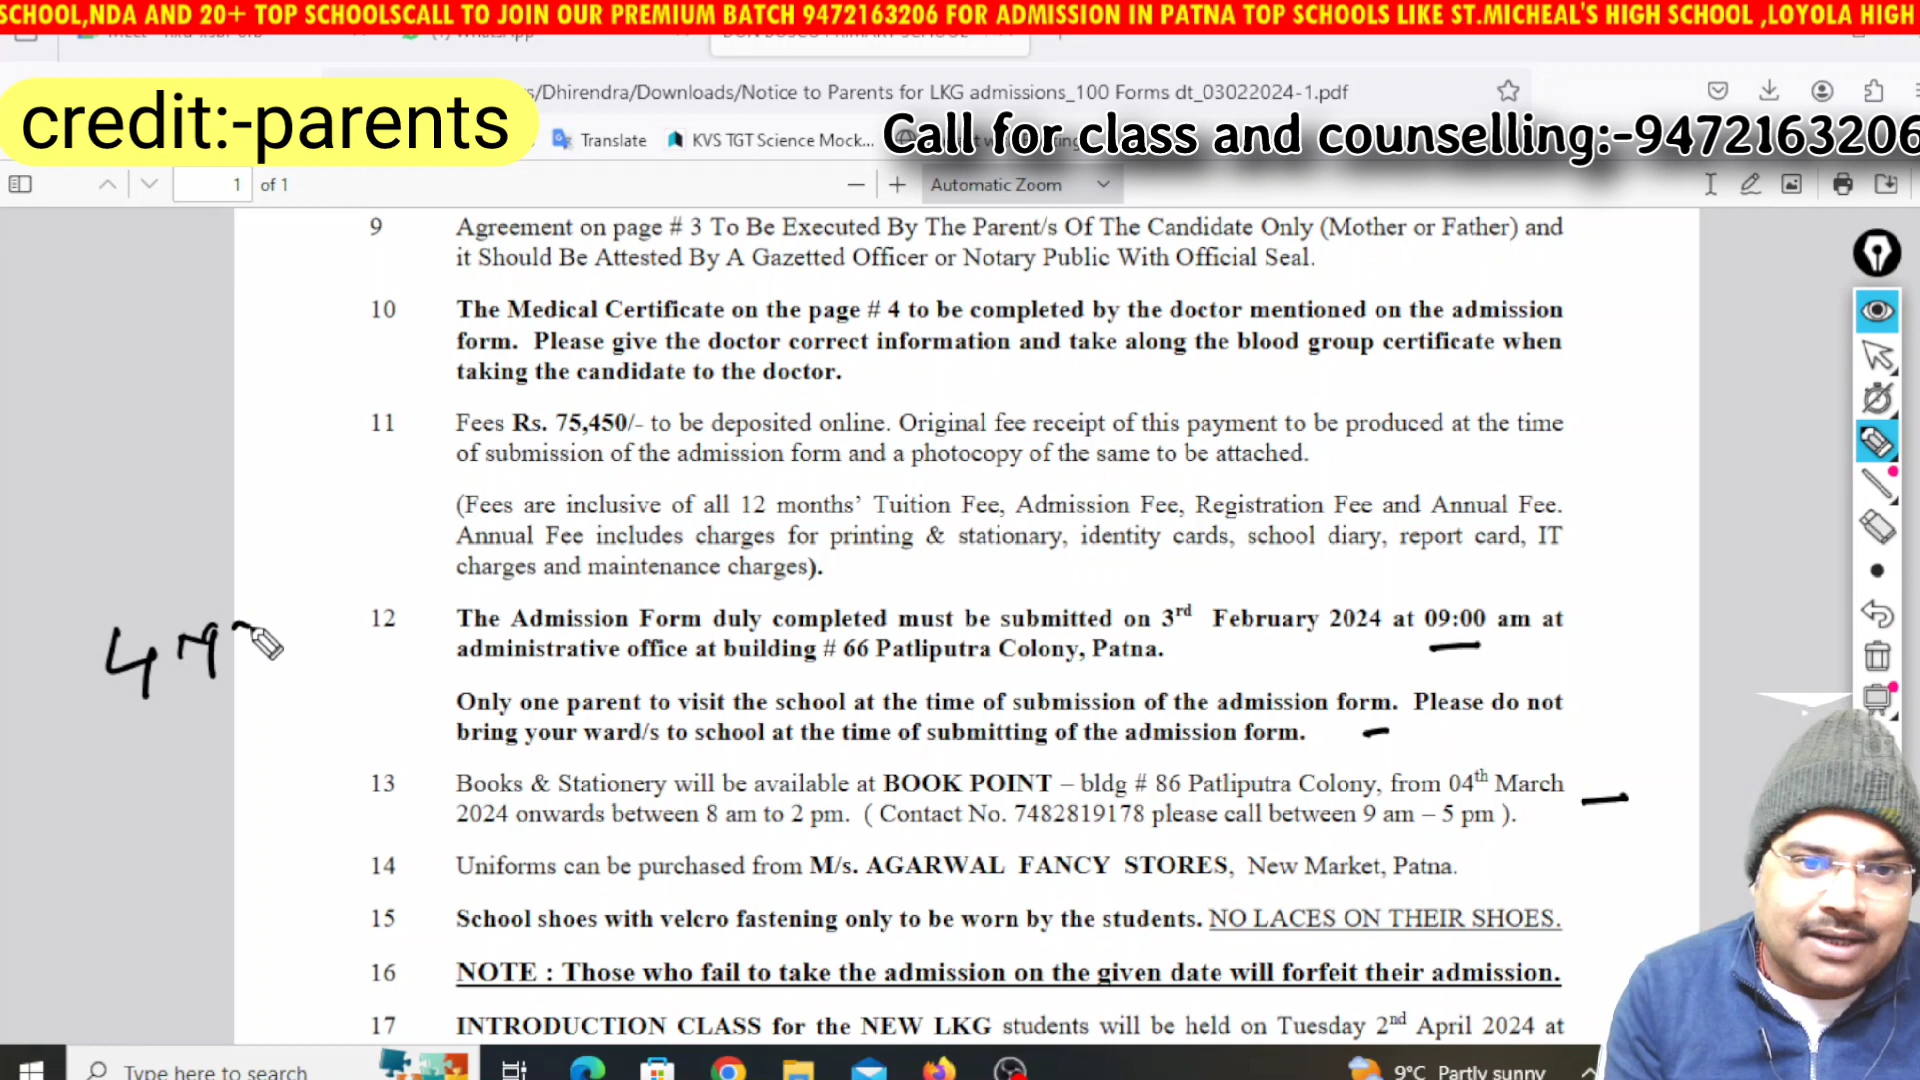 SCHOOL,NDA AND 20+ TOP SCHOOLSCALL TO JOIN OUR PREMIUM BATCH 9472163206 FOR ADMISSION IN PATNA TOP SCHOOLS LIKE ST.MICHEAL'S HIGH SCHOOL ,LOYOLA HIGH
credit:-parents
s/Dhirendra/Downloads/Notice to Parents for LKG admissions_100 Forms dt_03022024-1.pdf
Translate KVS TGT Science Mock...
Call for class and counselling:-9472163206
1 of 1 Automatic Zoom
9 Agreement on page # 3 To Be Executed By The Parent/s Of The Candidate Only (Mother or Father) and
it Should Be Attested By A Gazetted Officer or Notary Public With Official Seal.
10 The Medical Certificate on the page # 4 to be completed by the doctor mentioned on the admission
form. Please give the doctor correct information and take along the blood group certificate when
taking the candidate to the doctor.
11 Fees Rs. 75,450/- to be deposited online. Original fee receipt of this payment to be produced at the time
of submission of the admission form and a photocopy of the same to be attached.
(Fees are inclusive of all 12 months' Tuition Fee, Admission Fee, Registration Fee and Annual Fee.
Annual Fee includes charges for printing & stationary, identity cards, school diary, report card, IT
charges and maintenance charges).
12 The Admission Form duly completed must be submitted on 3rd February 2024 at 09:00 am at
administrative office at building # 66 Patliputra Colony, Patna.
Only one parent to visit the school at the time of submission of the admission form. Please do not
bring your ward/s to school at the time of submitting of the admission form.
13 Books & Stationery will be available at BOOK POINT – bldg # 86 Patliputra Colony, from 04th March
2024 onwards between 8 am to 2 pm. ( Contact No. 7482819178 please call between 9 am – 5 pm ).
14 Uniforms can be purchased from M/s. AGARWAL FANCY STORES, New Market, Patna.
15 School shoes with velcro fastening only to be worn by the students. NO LACES ON THEIR SHOES.
16 NOTE : Those who fail to take the admission on the given date will forfeit their admission.
17 INTRODUCTION CLASS for the NEW LKG students will be held on Tuesday 2nd April 2024 at
Type here to search
9°C Partly sunny